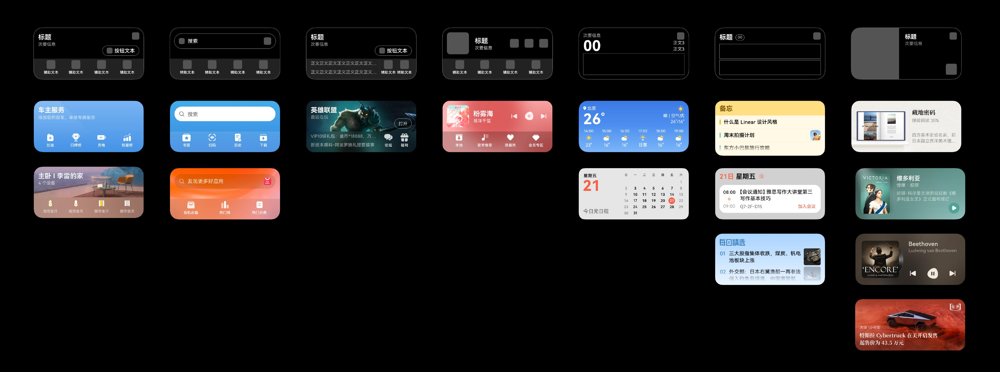 标题
次要信息
按钮文本
辅助文本 辅助文本 辅助文本 辅助文本
搜索
辅助文本 辅助文本 辅助文本 辅助文本
标题
次要信息
按钮文本
正文正文正文正文正文正文正文...
正文正文正文正文正文正文正文...
辅助文本 辅助文本
标题
次要信息
辅助文本 辅助文本 辅助文本 辅助文本
次要信息
00
正文3
正文3
标题 00
标题
次要信息
车主服务
添加您的爱车，享受专属服务
加油 口碑榜 充电 销量榜
搜索
书签 扫码 历史 下载
英雄联盟
最近在玩
打开
VIP10级礼包：金币*18888，万...
新版本爆料-阿波罗换礼服要搞事
论坛 福利
粉雾海
易洋千玺
本地 歌单推荐 我喜欢 会员专区
北京
26°
晴 | 空气优
26°/16°
14:00 15:00 16:00 17:00 18:00 19:00
23° 16° 16° 日落 16° 16°
备忘
什么是 Linear 设计风格
周末拍摄计划
东方小巴黎旅行攻略
藏地密码
继续阅读 35%
西方美术史论名家、前
日本国立西洋美术馆...
主卧 | 李雷的家
4 个设备
温控全开 温控全关 窗帘全开 窗帘全关
发现更多好应用
装机必备 热门榜 热门分类
星期五
21
今日无日程
日 一 二 三 四 五 六
1
2 3 4 5 6 7 8
9 10 11 12 13 14 15
16 17 18 19 20 21 22
23 24 25 26 27 28 29
30 31
21日 星期五 3
08:00 【会议通知】雅思写作大讲堂第三
写作基本技巧
09:00 Q7-2F-D15 加入会议
VICTORIA
维多利亚
惊悚 · 犯罪
珍娜·科尔曼主演的宫廷剧《维
多利亚女王》正式宣布续订
每日精选
01 三大股指集体收跌，煤炭、钒电
池板块上涨
02 外交部：日本右翼渔船一再非法
侵入钓鱼岛领海，中国海警船...
'ENCORE'
CLASSICAL MASTERWORKS
Beethoven
Ludwing van Beethoven
视界
虎嗅 1小时前
特斯拉 Cybertruck 在美开启发售
起售价为 43.5 万元